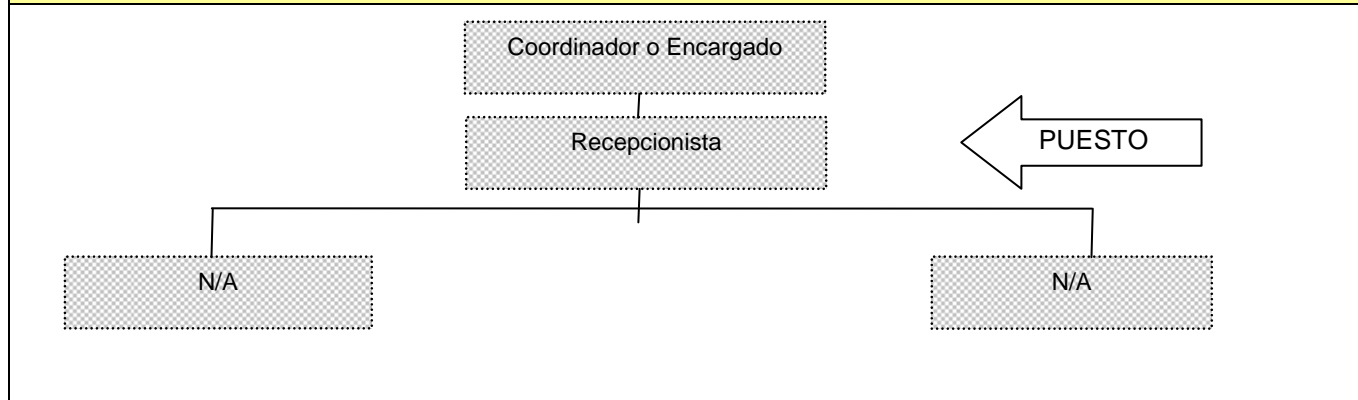 Coordinador o Encargado
Recepcionista
PUESTO
N/A
N/A